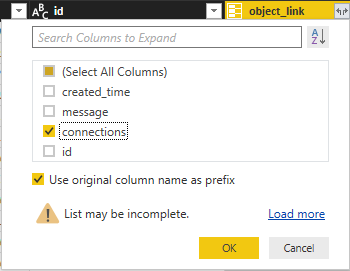 ABC id object_link
Search Columns to Expand
A
Z
(Select All Columns)
created_time
message
connections
id
Use original column name as prefix
List may be incomplete. Load more
OK Cancel